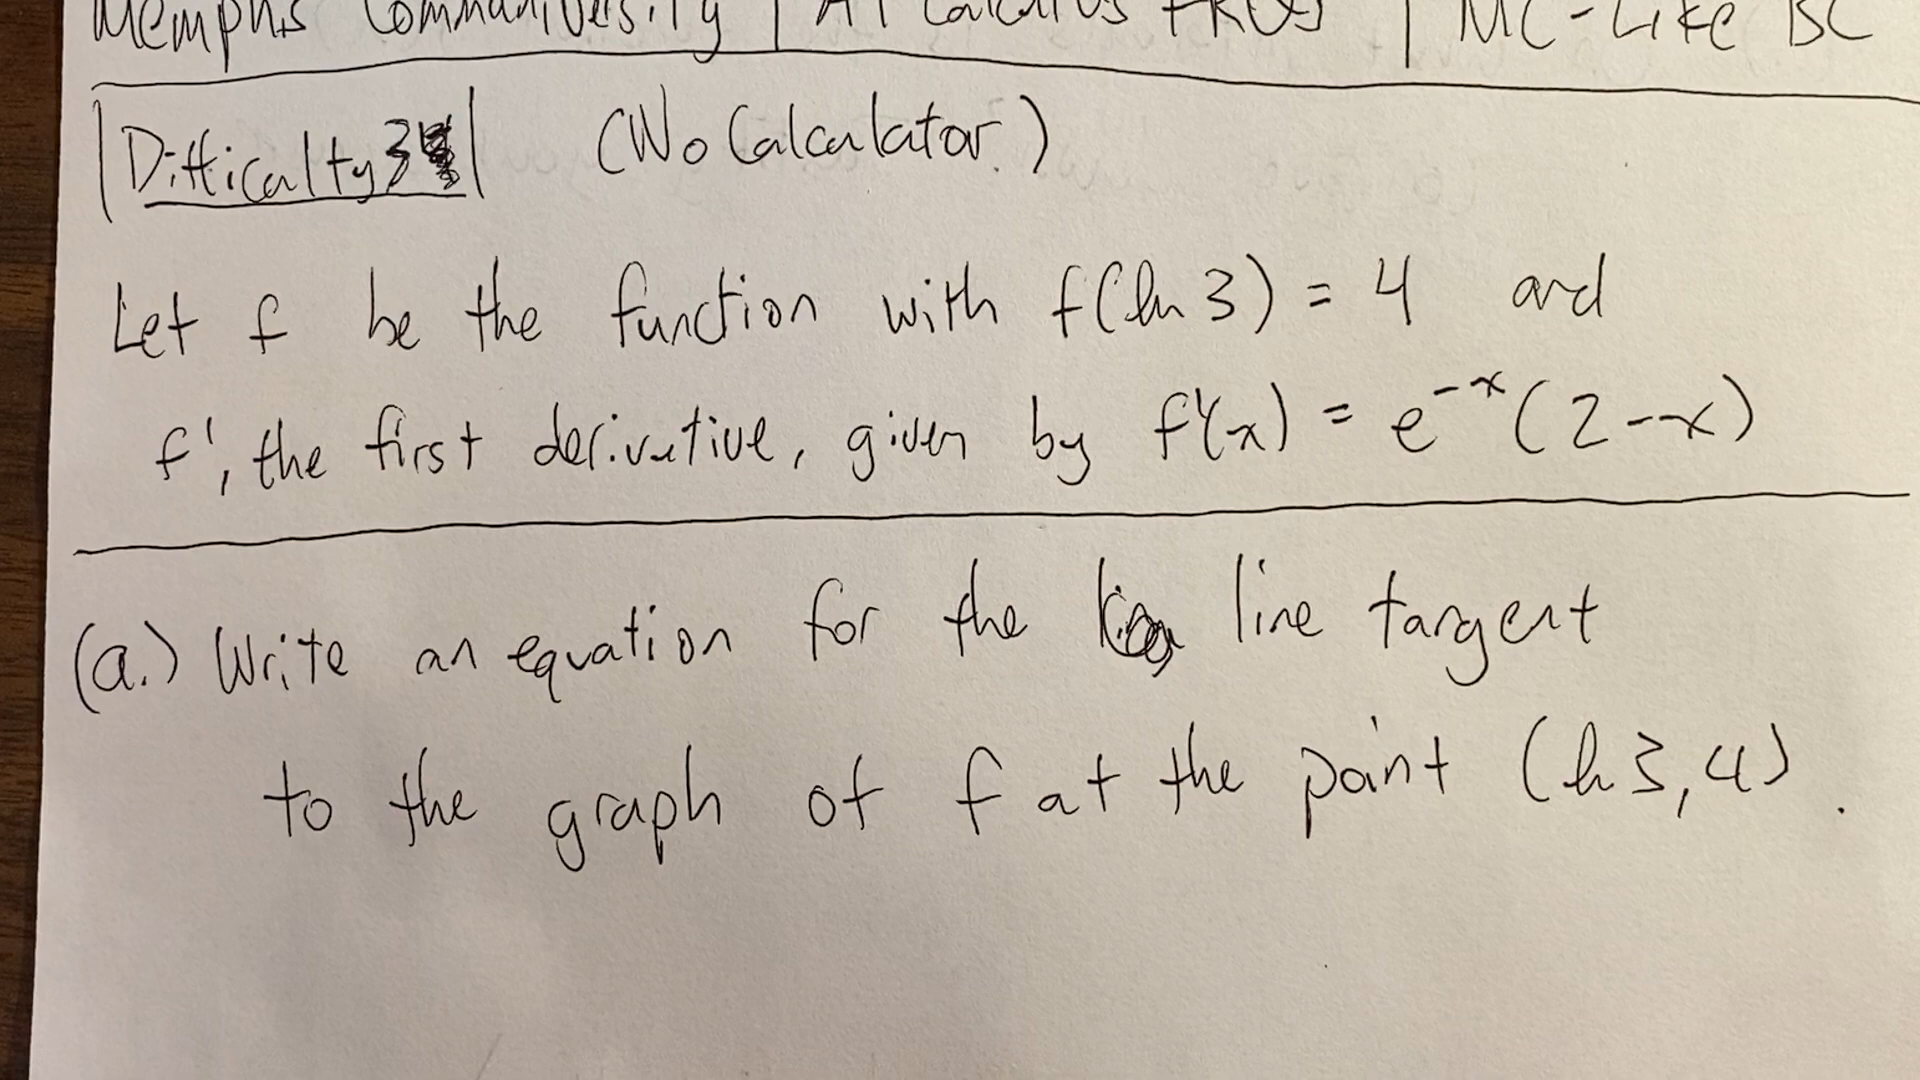 Memphis Communiversity | AP Calculus FRQs | MC-Like BC
Difficulty 3 (No Calculator)
Let f be the function with f(ln 3) = 4 and
f', the first derivative, given by f'(x) = e^{-x}(2-x)
(a.) Write an equation for the line tangent
to the graph of f at the point (ln 3, 4).